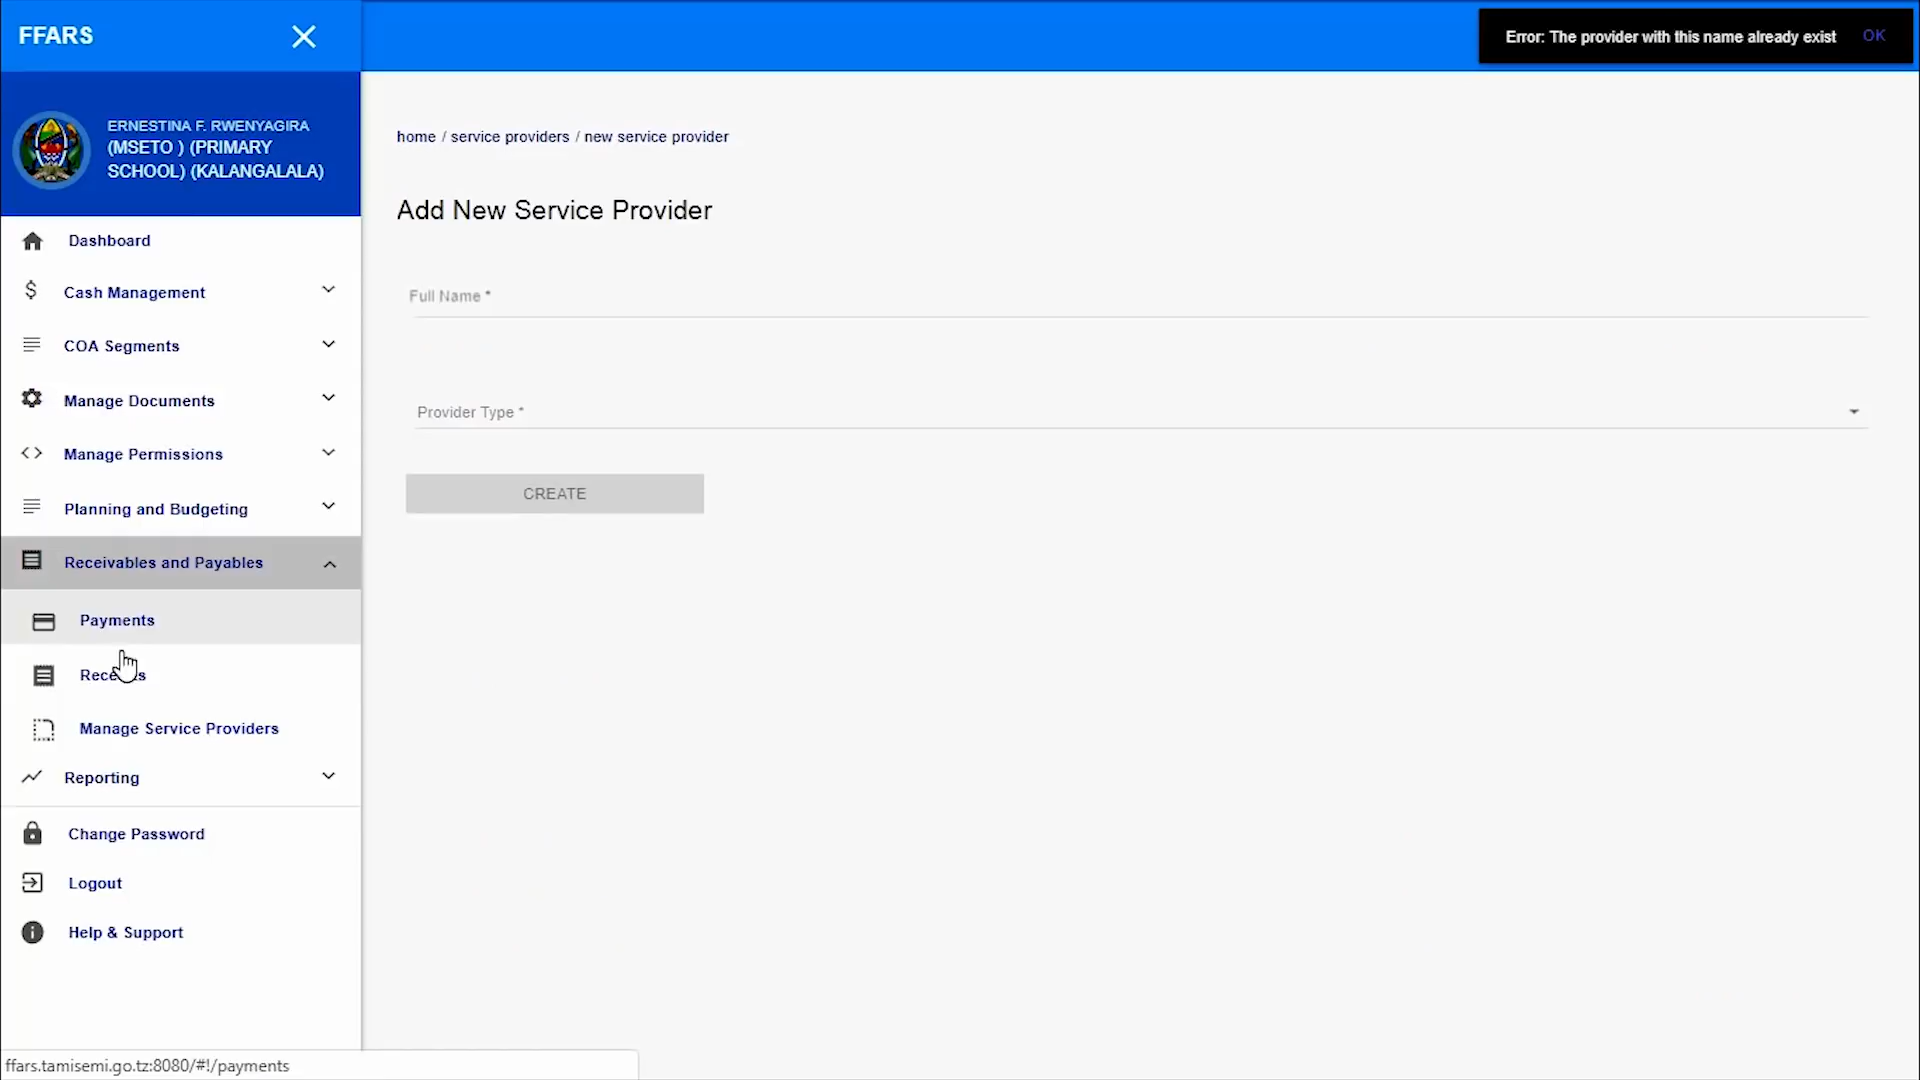 FFARS
Error: The provider with this name already exist OK
ERNESTINA F. RWENYAGIRA
(MSETO ) (PRIMARY
SCHOOL) (KALANGALALA)
home / service providers / new service provider
Add New Service Provider
Dashboard
Cash Management
COA Segments
Manage Documents
Manage Permissions
Planning and Budgeting
Receivables and Payables
Payments
Manage Service Providers
Reporting
Change Password
Logout
Help & Support
Full Name *
Provider Type *
CREATE
ffars.tamisemi.go.tz:8080/#!/payments